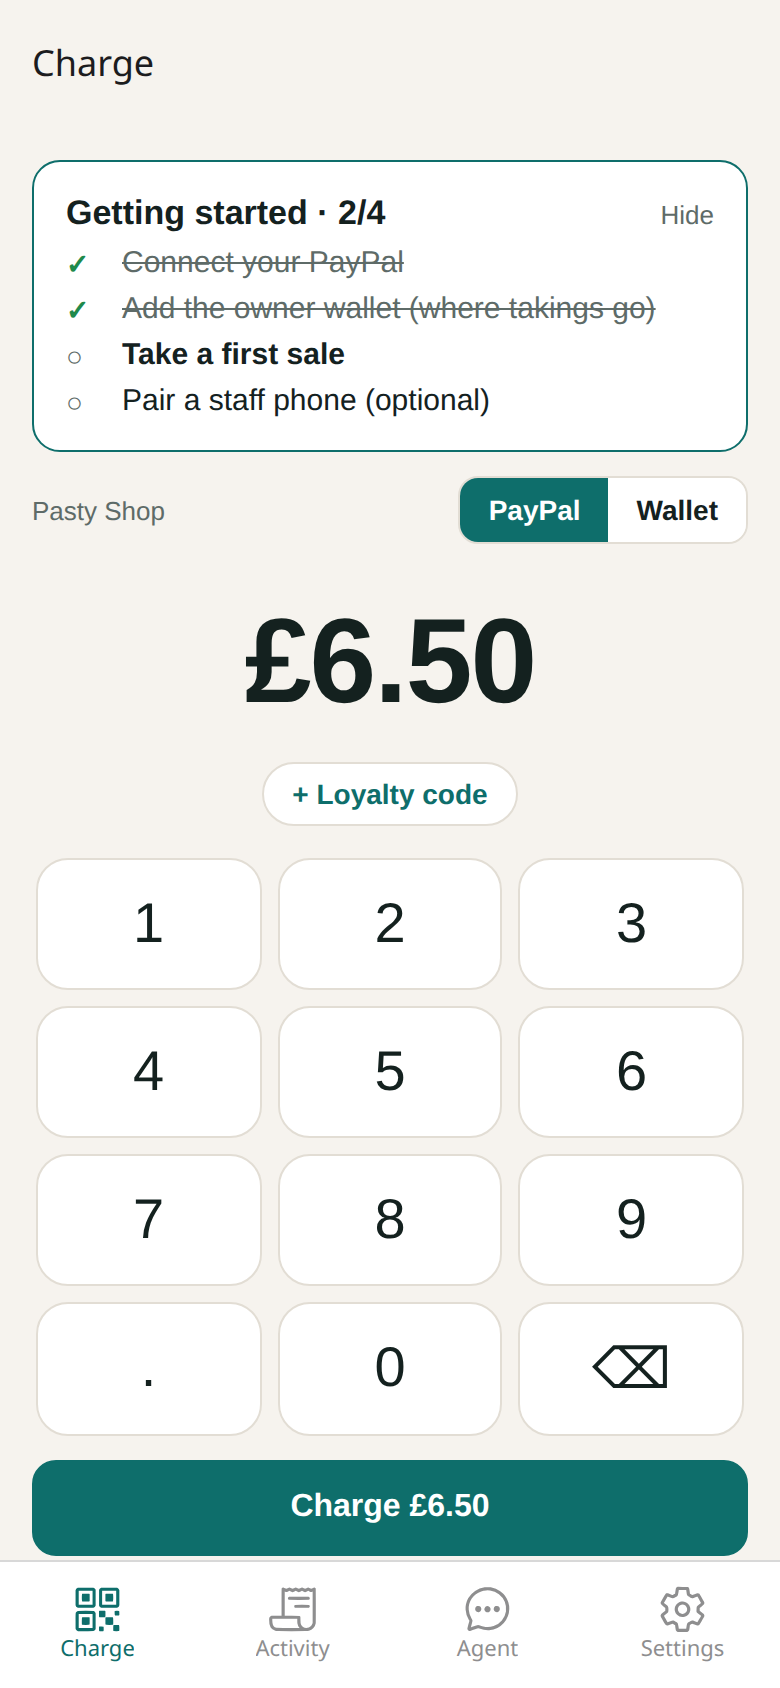 Charge
Getting started · 2/4
Hide
✓ Connect your PayPal
✓ Add the owner wallet (where takings go)
○ Take a first sale
○ Pair a staff phone (optional)
Pasty Shop
PayPal
Wallet
£6.50
+ Loyalty code
1 2 3
4 5 6
7 8 9
. 0 ⌫
Charge £6.50
Charge Activity Agent Settings